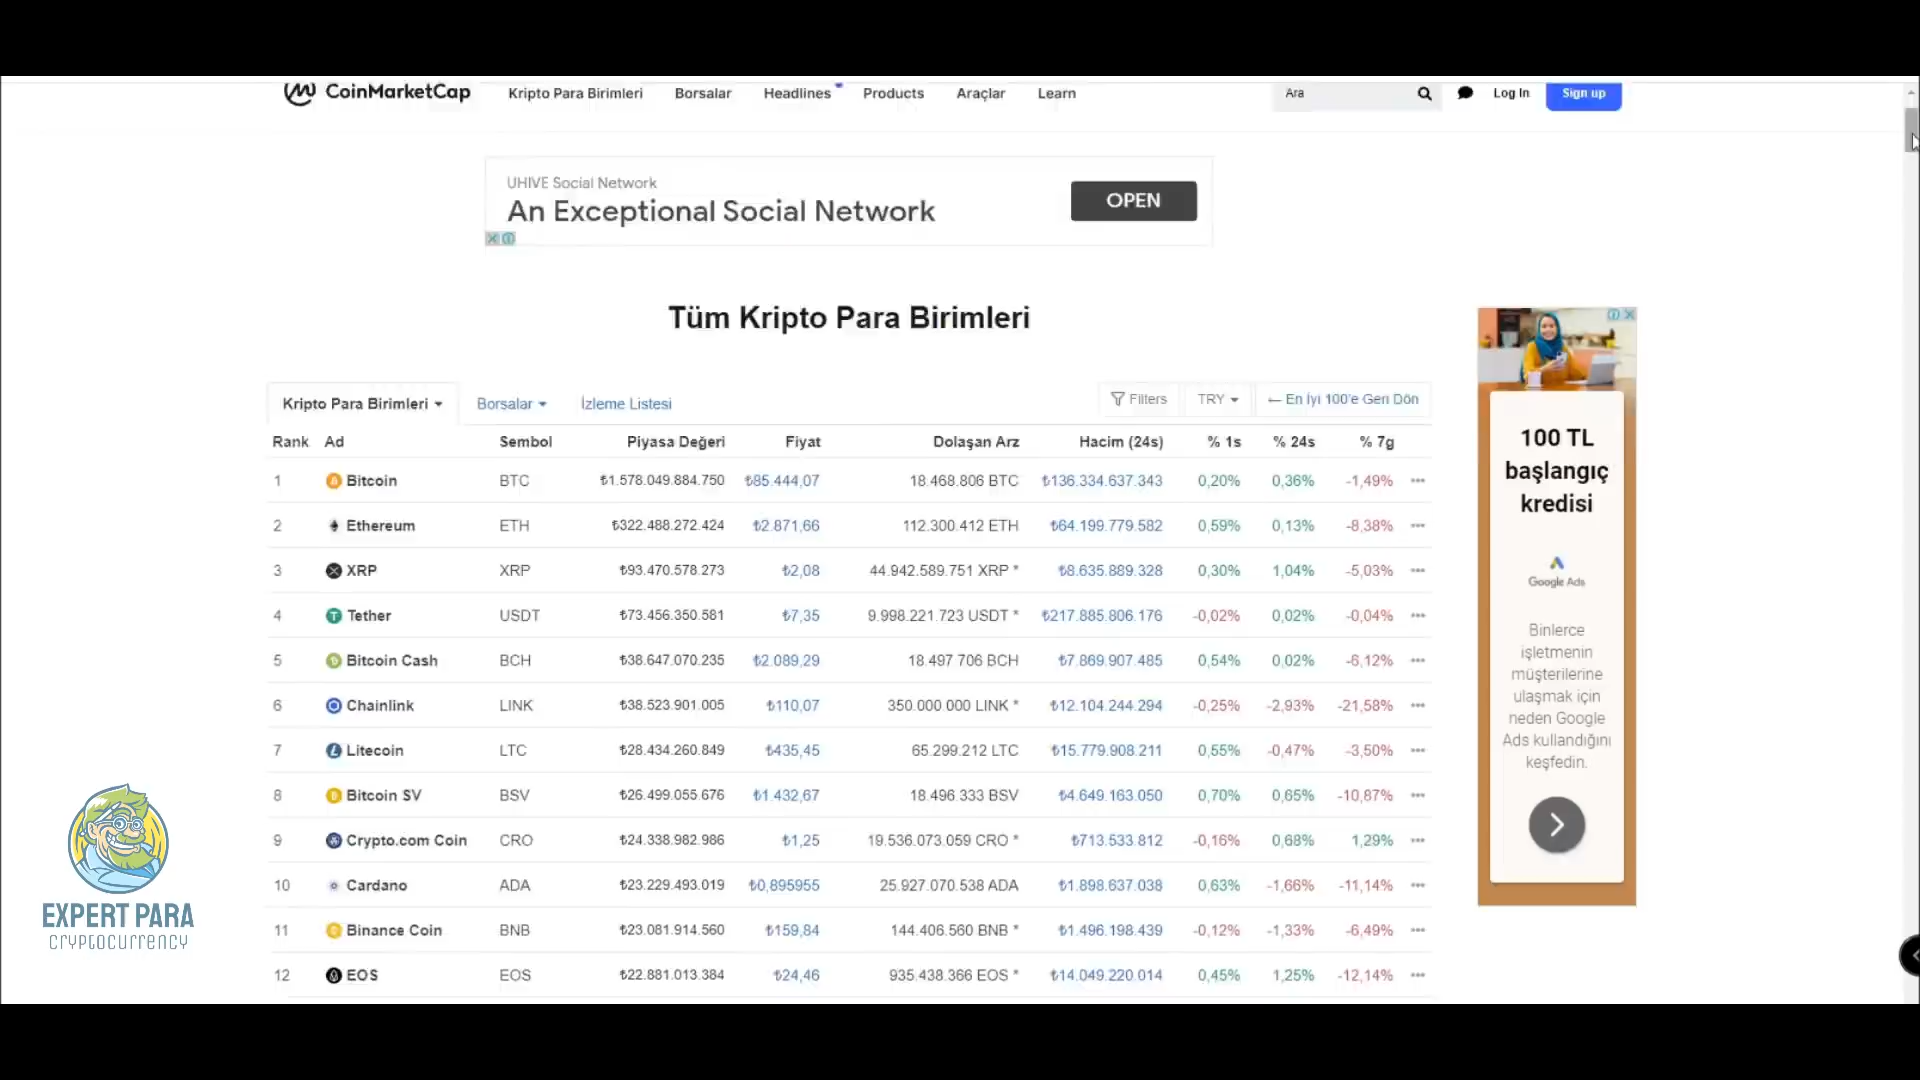 CoinMarketCap Kripto Para Birimleri Borsalar Headlines Products Araçlar Learn Ara Log In Sign up
UHIVE Social Network
An Exceptional Social Network
OPEN
Tüm Kripto Para Birimleri
Kripto Para Birimleri Borsalar İzleme Listesi Filters TRY ← En İyi 100'e Geri Dön
Rank Ad Sembol Piyasa Değeri Fiyat Dolaşan Arz Hacim (24s) % 1s % 24s % 7g
1 Bitcoin BTC ₺1.578.049.884.750 ₺85.444,07 18.468.806 BTC ₺136.334.637.343 0,20% 0,36% -1,49%
2 Ethereum ETH ₺322.488.272.424 ₺2.871,66 112.300.412 ETH ₺64.199.779.582 0,59% 0,13% -8,38%
3 XRP XRP ₺93.470.578.273 ₺2,08 44.942.589.751 XRP * ₺8.635.889.328 0,30% 1,04% -5,03%
4 Tether USDT ₺73.456.350.581 ₺7,35 9.998.221.723 USDT * ₺217.885.806.176 -0,02% 0,02% -0,04%
5 Bitcoin Cash BCH ₺38.647.070.235 ₺2.089,29 18.497.706 BCH ₺7.869.907.485 0,54% 0,02% -6,12%
6 Chainlink LINK ₺38.523.901.005 ₺110,07 350.000.000 LINK * ₺12.104.244.294 -0,25% -2,93% -21,58%
7 Litecoin LTC ₺28.434.260.849 ₺435,45 65.299.212 LTC ₺15.779.908.211 0,55% -0,47% -3,50%
8 Bitcoin SV BSV ₺26.499.055.676 ₺1.432,67 18.496.333 BSV ₺4.649.163.050 0,70% 0,65% -10,87%
9 Crypto.com Coin CRO ₺24.338.982.986 ₺1,25 19.536.073.059 CRO * ₺713.533.812 -0,16% 0,68% 1,29%
10 Cardano ADA ₺23.229.493.019 ₺0,895955 25.927.070.538 ADA ₺1.898.637.038 0,63% -1,66% -11,14%
11 Binance Coin BNB ₺23.081.914.560 ₺159,84 144.406.560 BNB * ₺1.496.198.439 -0,12% -1,33% -6,49%
12 EOS EOS ₺22.881.013.384 ₺24,46 935.438.366 EOS * ₺14.049.220.014 0,45% 1,25% -12,14%
100 TL
başlangıç
kredisi
Google Ads
Binlerce
işletmenin
müşterilerine
ulaşmak için
neden Google
Ads kullandığını
keşfedin.
EXPERT PARA
CRYPTOCURRENCY